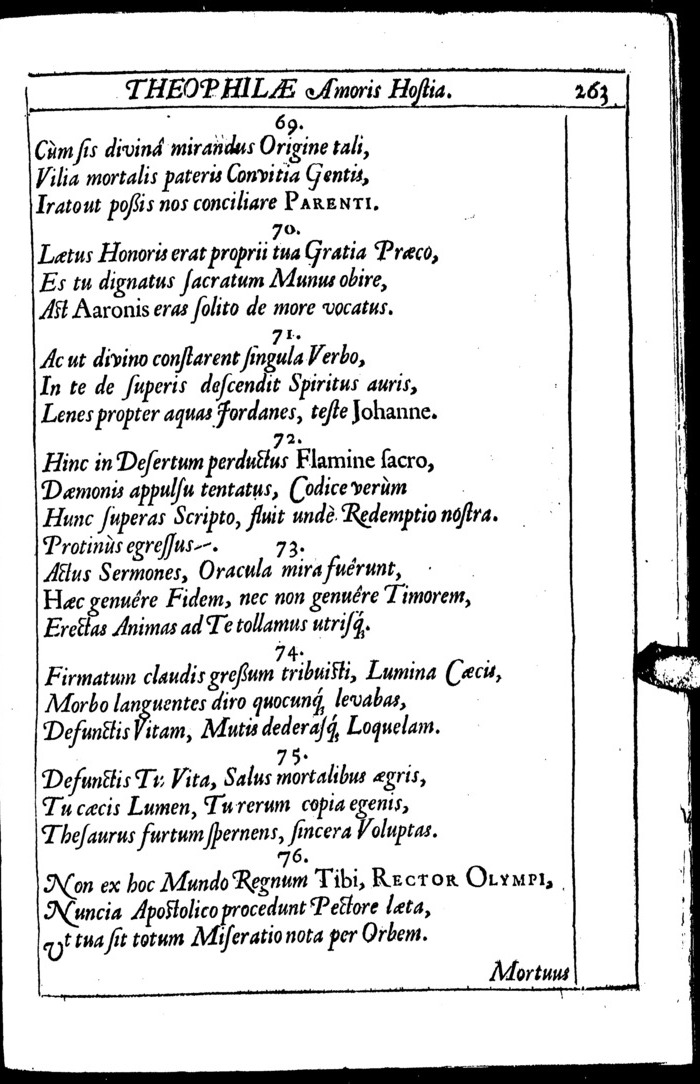 THEOPHILÆ Amoris Hoſtia. 263
69.
Cùm ſis divinâ mirandus Origine tali,
Vilia mortalis pateris Convitia Gentis,
Irato ut poßis nos conciliare PARENTI.
70.
Lætus Honoris erat proprii tua Gratia Præco,
Es tu dignatus ſacratum Munus obire,
Aſt Aaronis eras ſolito de more vocatus.
71.
Ac ut divino conſtarent ſingula Verbo,
In te de ſuperis deſcendit Spiritus auris,
Lenes propter aquas Jordanes, teſte Johanne.
72.
Hinc in Deſertum perductus Flamine ſacro,
Dæmonis appulſu tentatus, Codice verùm
Hunc ſuperas Scripto, fluit undè Redemptio noſtra.
Protinùs egreſſus--. 73.
Actus Sermones, Oracula mira fuêrunt,
Hæc genuêre Fidem, nec non genuêre Timorem,
Erectas Animas ad Te tollamus utriſq́;
74.
Firmatum claudis greßum tribuiſti, Lumina Cæcis,
Morbo languentes diro quocunq́; levabas,
Defunctis Vitam, Mutis dederaſq́; Loquelam.
75.
Defunctis Tu Vita, Salus mortalibus ægris,
Tu cæcis Lumen, Tu rerum copia egenis,
Theſaurus furtum ſpernens, ſincera Voluptas.
76.
Non ex hoc Mundo Regnum Tibi, RECTOR OLYMPI,
Nuncia Apoſtolico procedunt Pectore læta,
Ut tua ſit totum Miſeratio nota per Orbem.
Mortuus